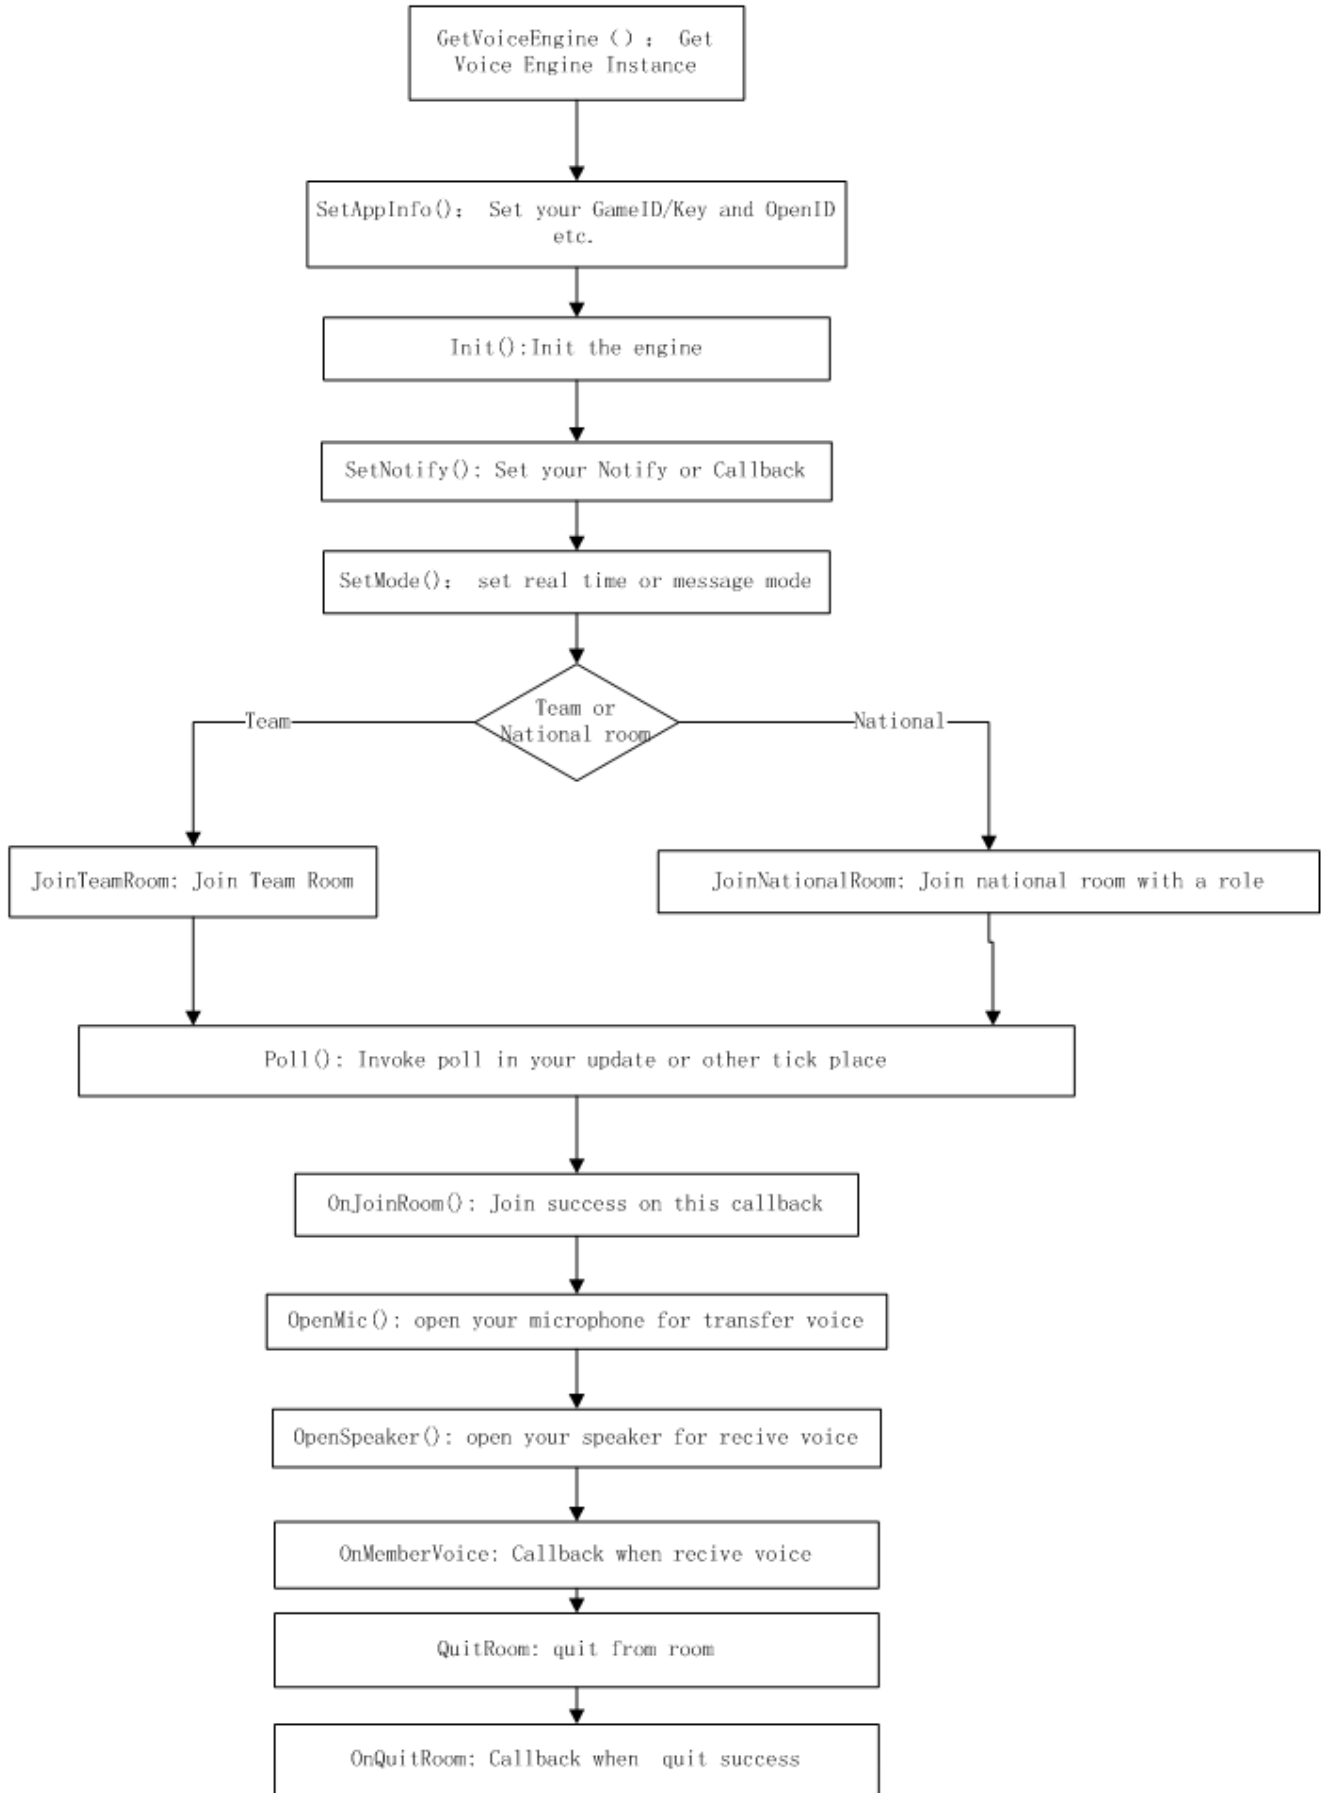 GetVoiceEngine（）： Get
Voice Engine Instance
SetAppInfo()： Set your GameID/Key and OpenID
etc.
Init():Init the engine
SetNotify(): Set your Notify or Callback
SetMode()： set real time or message mode
Team or
National room
Team
National
JoinTeamRoom: Join Team Room
JoinNationalRoom: Join national room with a role
Poll(): Invoke poll in your update or other tick place
OnJoinRoom(): Join success on this callback
OpenMic(): open your microphone for transfer voice
OpenSpeaker(): open your speaker for recive voice
OnMemberVoice: Callback when recive voice
QuitRoom: quit from room
OnQuitRoom: Callback when  quit success